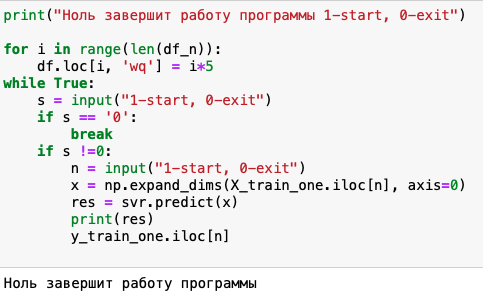 print("Ноль завершит работу программы 1-start, 0-exit")
for i in range(len(df_n)):
    df.loc[i, 'wq'] = i*5
while True:
    s = input("1-start, 0-exit")
    if s == '0':
        break
    if s !=0:
        n = input("1-start, 0-exit")
        x = np.expand_dims(X_train_one.iloc[n], axis=0)
        res = svr.predict(x)
        print(res)
        y_train_one.iloc[n]
Ноль завершит работу программы